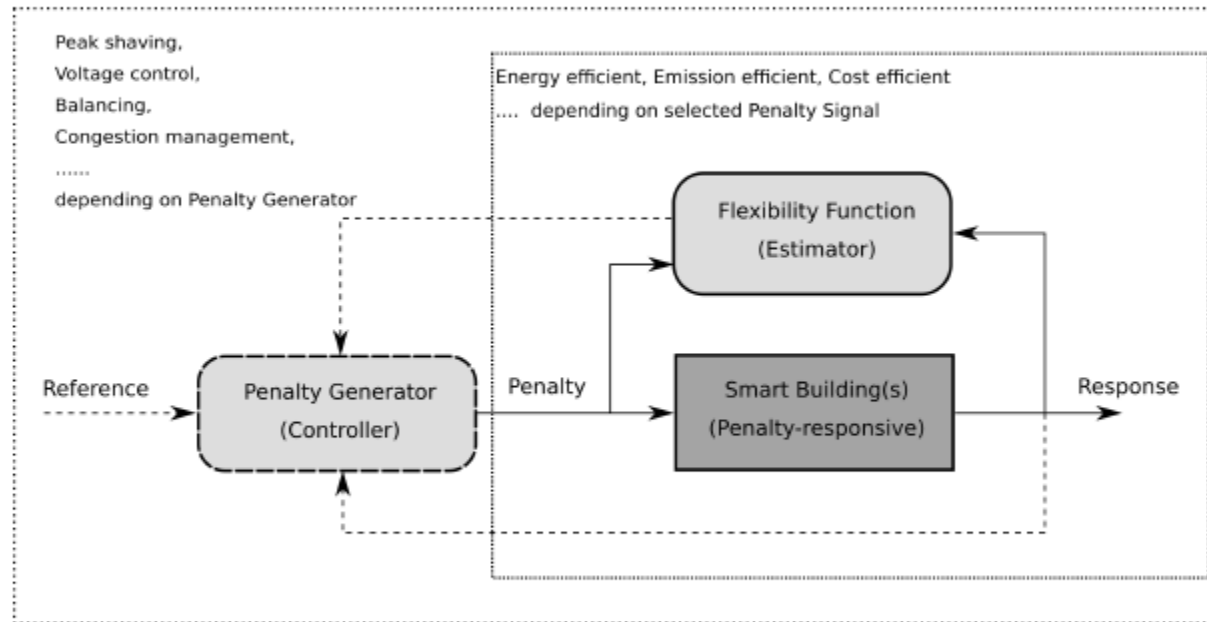 Peak shaving,
Voltage control,
Balancing,
Congestion management,
......
depending on Penalty Generator
Energy efficient, Emission efficient, Cost efficient
.... depending on selected Penalty Signal
Flexibility Function
(Estimator)
Reference
Penalty Generator
(Controller)
Penalty
Smart Building(s)
(Penalty-responsive)
Response